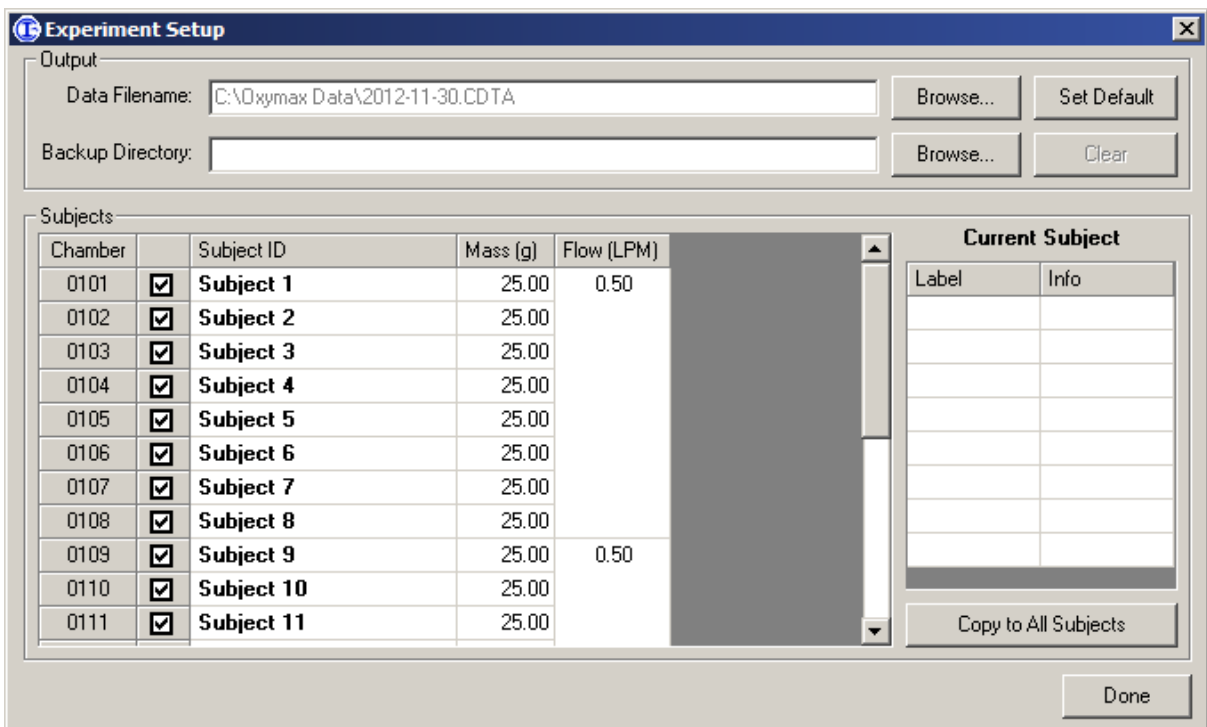 Experiment Setup
Output
Data Filename: C:\Oxymax Data\2012-11-30.CDTA Browse... Set Default
Backup Directory: Browse... Clear
Subjects
Chamber Subject ID Mass (g) Flow (LPM)
0101 Subject 1 25.00 0.50
0102 Subject 2 25.00
0103 Subject 3 25.00
0104 Subject 4 25.00
0105 Subject 5 25.00
0106 Subject 6 25.00
0107 Subject 7 25.00
0108 Subject 8 25.00
0109 Subject 9 25.00 0.50
0110 Subject 10 25.00
0111 Subject 11 25.00
Current Subject
Label Info
Copy to All Subjects
Done